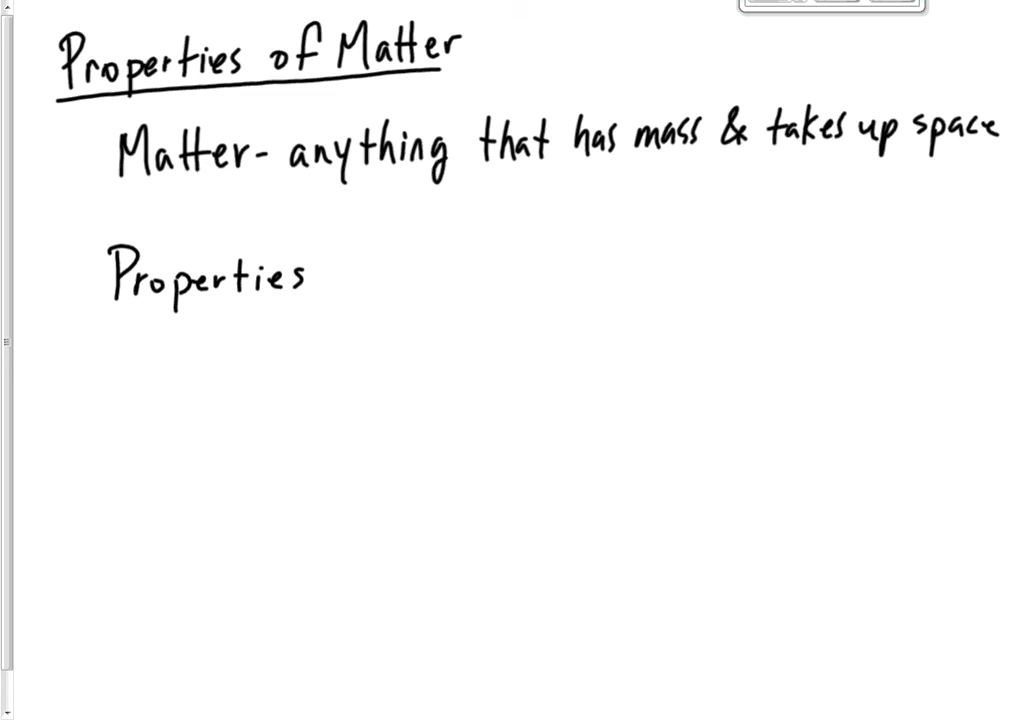 Properties of Matter
Matter- anything that has mass & takes up space
Properties